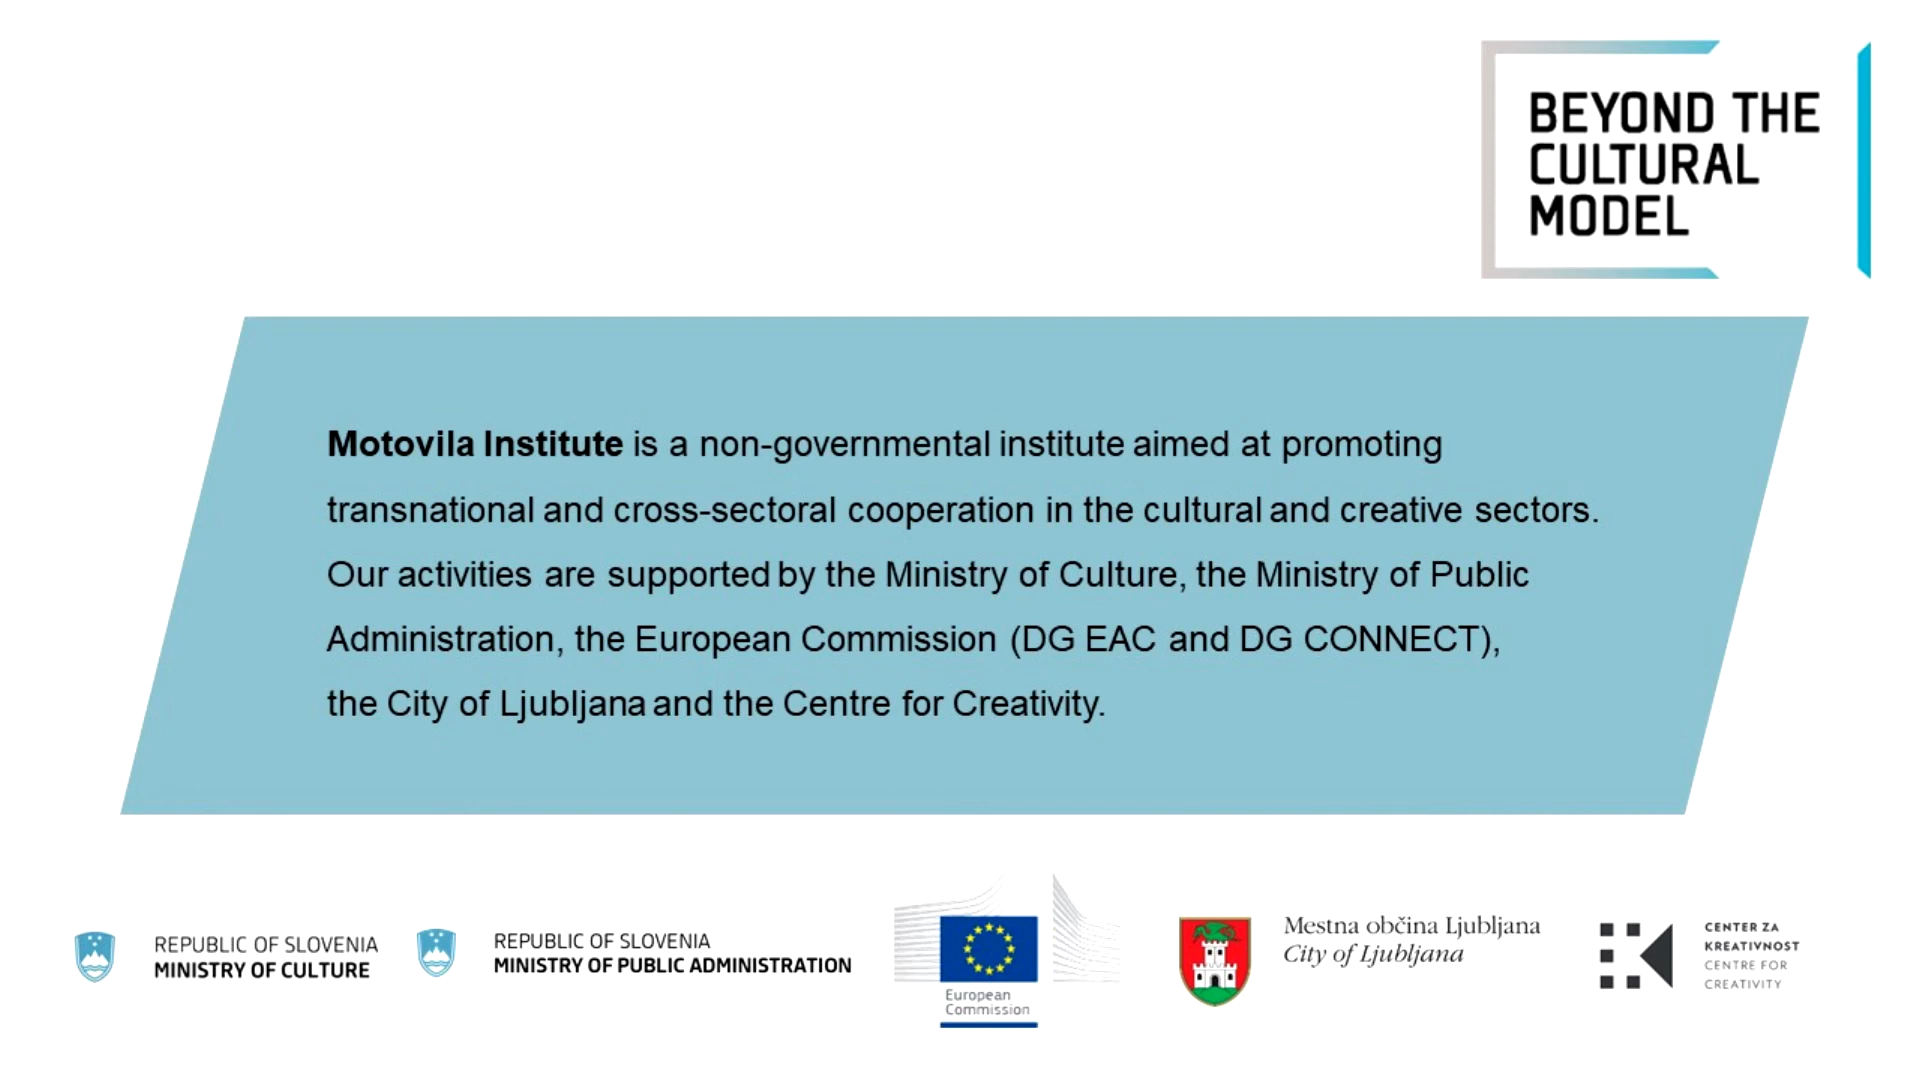 BEYOND THE
CULTURAL
MODEL
Motovila Institute is a non-governmental institute aimed at promoting
transnational and cross-sectoral cooperation in the cultural and creative sectors.
Our activities are supported by the Ministry of Culture, the Ministry of Public
Administration, the European Commission (DG EAC and DG CONNECT),
the City of Ljubljana and the Centre for Creativity.
REPUBLIC OF SLOVENIA
MINISTRY OF CULTURE
REPUBLIC OF SLOVENIA
MINISTRY OF PUBLIC ADMINISTRATION
European
Commission
Mestna občina Ljubljana
City of Ljubljana
CENTER ZA
KREATIVNOST
CENTRE FOR
CREATIVITY